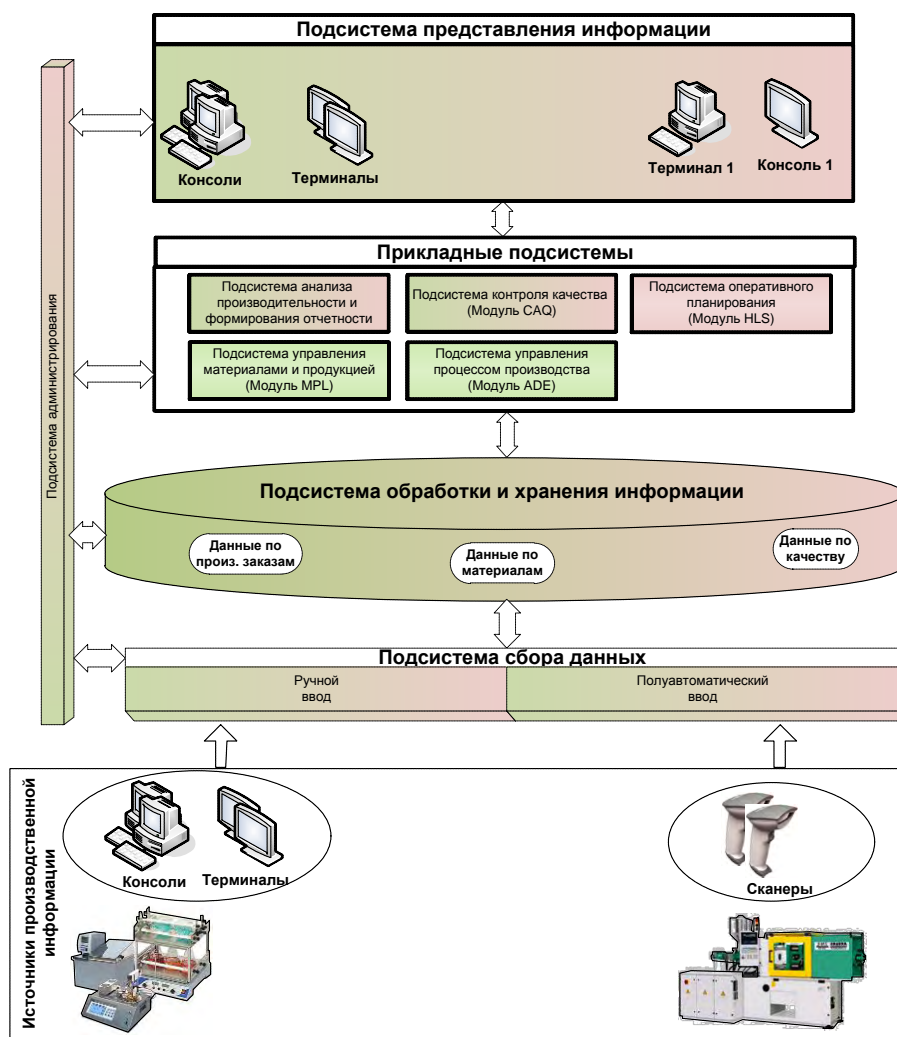 Подсистема представления информации
Консоли
Терминалы
Терминал 1
Консоль 1
Подсистема администрирования
Прикладные подсистемы
Подсистема анализа
производительности и
формирования отчетности
Подсистема контроля качества
(Модуль CAQ)
Подсистема оперативного
планирования
(Модуль HLS)
Подсистема управления
материалами и продукцией
(Модуль MPL)
Подсистема управления
процессом производства
(Модуль ADE)
Подсистема обработки и хранения информации
Данные по
произ. заказам
Данные по
материалам
Данные по
качеству
Подсистема сбора данных
Ручной
ввод
Полуавтоматический
ввод
Источники производственной
информации
Консоли
Терминалы
Сканеры